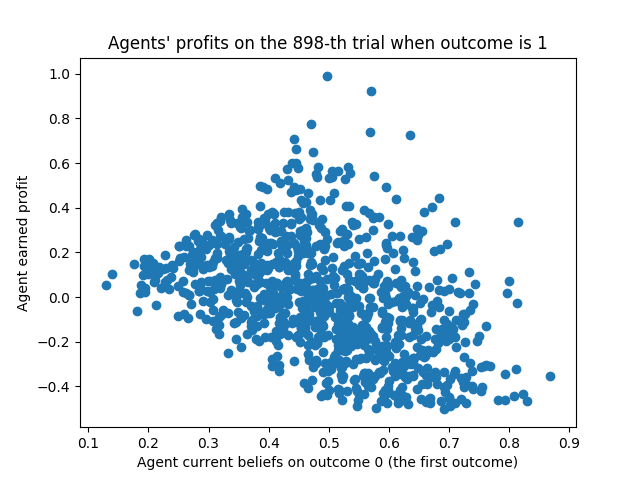 Agents' profits on the 898-th trial when outcome is 1
Agent earned profit
1.0
0.8
0.6
0.4
0.2
0.0
−0.2
−0.4
0.1 0.2 0.3 0.4 0.5 0.6 0.7 0.8 0.9
Agent current beliefs on outcome 0 (the first outcome)